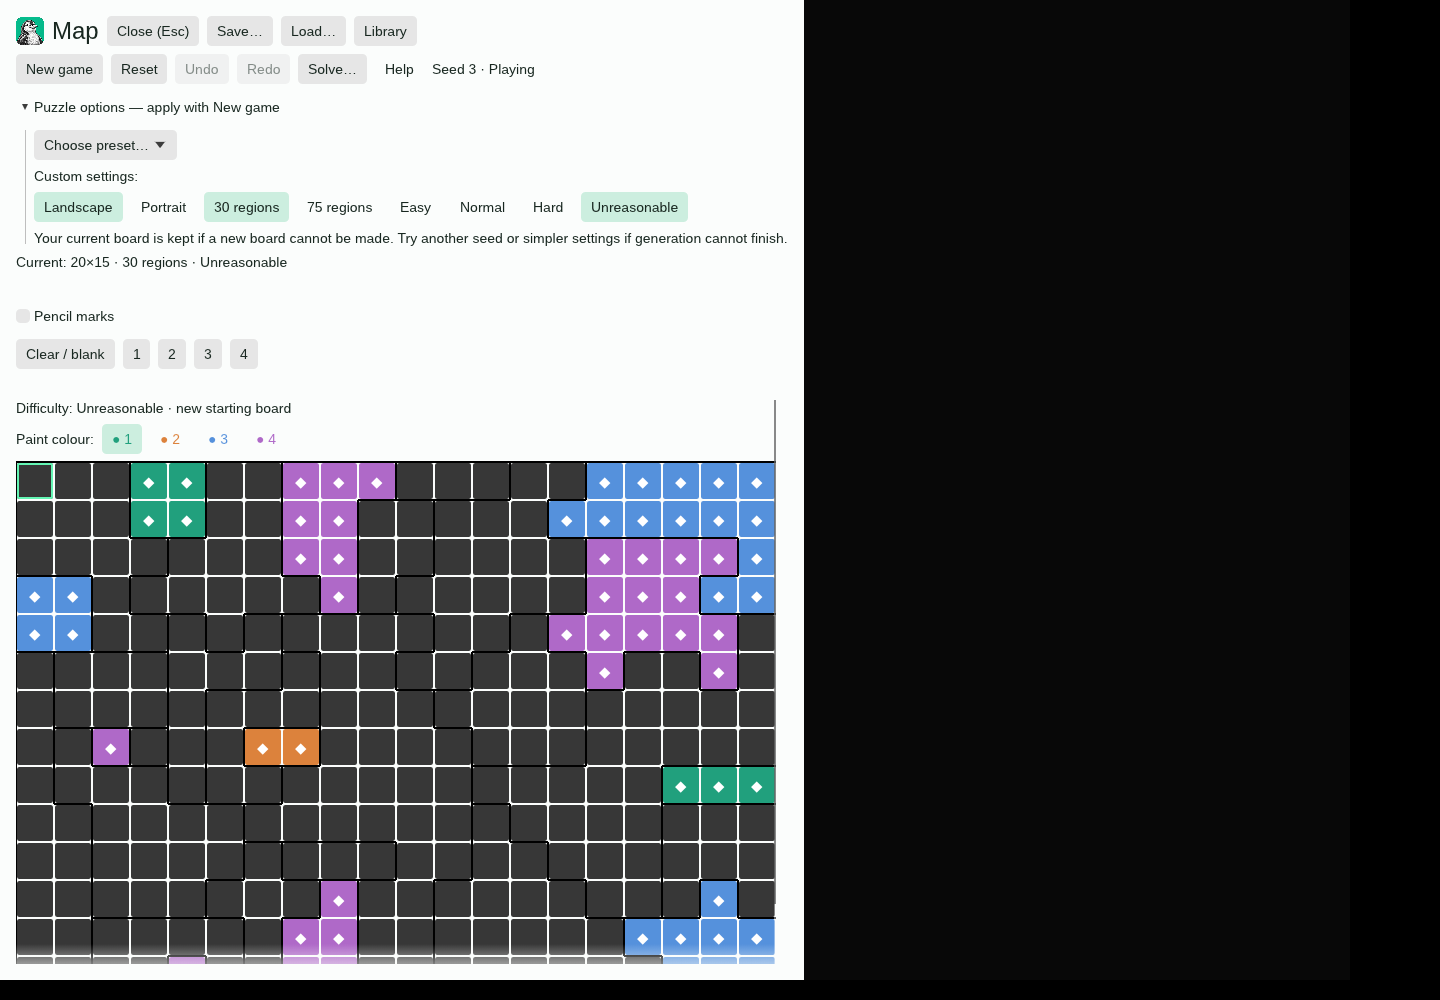 Map Close (Esc) Save… Load… Library
New game Reset Undo Redo Solve… Help Seed 3 · Playing
▾ Puzzle options — apply with New game
Choose preset…
Custom settings:
Landscape Portrait 30 regions 75 regions Easy Normal Hard Unreasonable
Your current board is kept if a new board cannot be made. Try another seed or simpler settings if generation cannot finish.
Current: 20×15 · 30 regions · Unreasonable
Pencil marks
Clear / blank 1 2 3 4
Difficulty: Unreasonable · new starting board
Paint colour: ● 1 ● 2 ● 3 ● 4